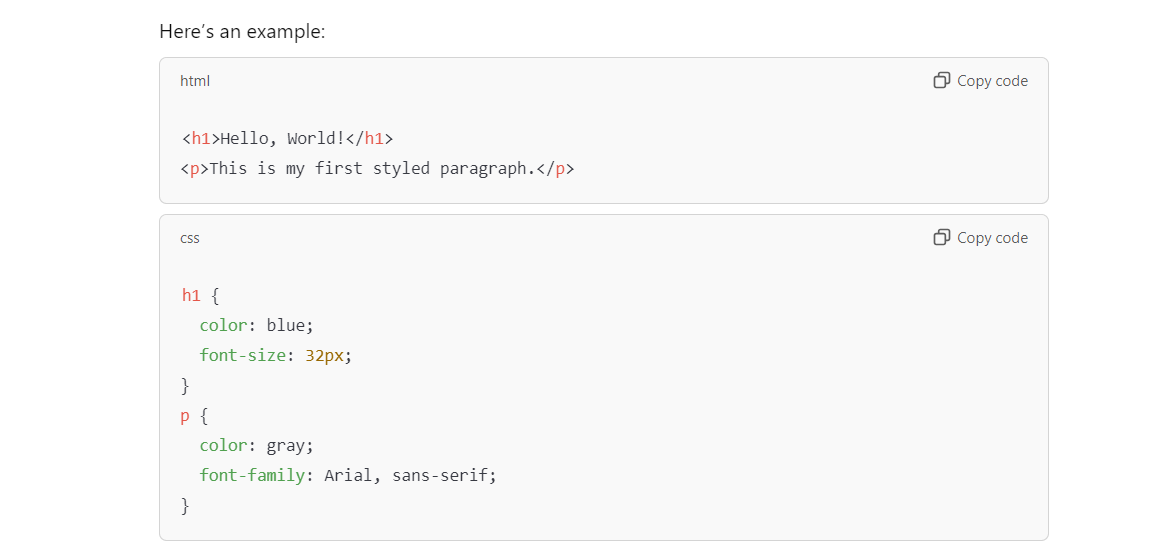 Here’s an example:
html
Copy code
<h1>Hello, World!</h1>
<p>This is my first styled paragraph.</p>
css
Copy code
h1 {
  color: blue;
  font-size: 32px;
}
p {
  color: gray;
  font-family: Arial, sans-serif;
}